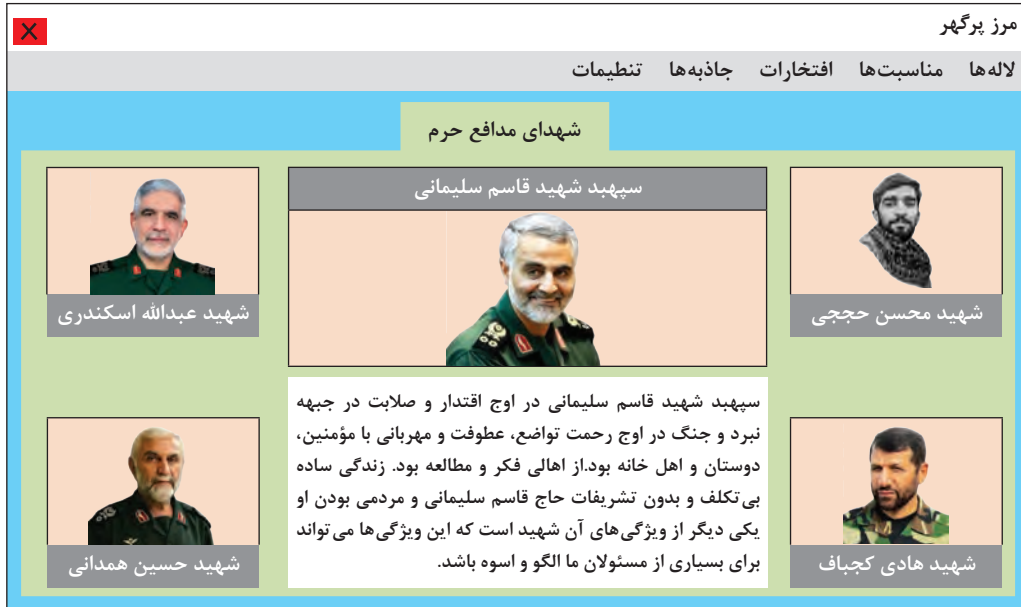 مرز پرگهر
لاله‌ها مناسبت‌ها افتخارات جاذبه‌ها تنظیمات
شهدای مدافع حرم
شهید محسن حججی
سپهبد شهید قاسم سلیمانی
شهید عبدالله اسکندری
سپهبد شهید قاسم سلیمانی در اوج اقتدار و صلابت در جبهه
نبرد و جنگ در اوج رحمت تواضع، عطوفت و مهربانی با مؤمنین،
دوستان و اهل خانه بود.از اهالی فکر و مطالعه بود. زندگی ساده
بی‌تکلف و بدون تشریفات حاج قاسم سلیمانی و مردمی بودن او
یکی دیگر از ویژگی‌های آن شهید است که این ویژگی‌ها می‌تواند
برای بسیاری از مسئولان ما الگو و اسوه باشد.
شهید هادی کجباف
شهید حسین همدانی